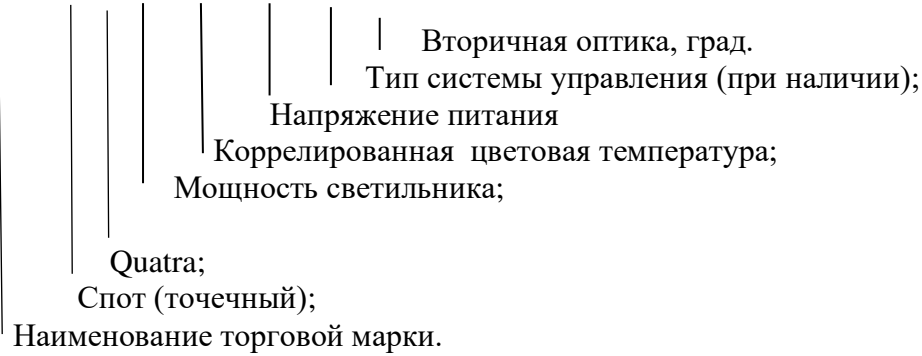 Вторичная оптика, град.
Тип системы управления (при наличии);
Напряжение питания
Коррелированная цветовая температура;
Мощность светильника;
Quatra;
Спот (точечный);
Наименование торговой марки.